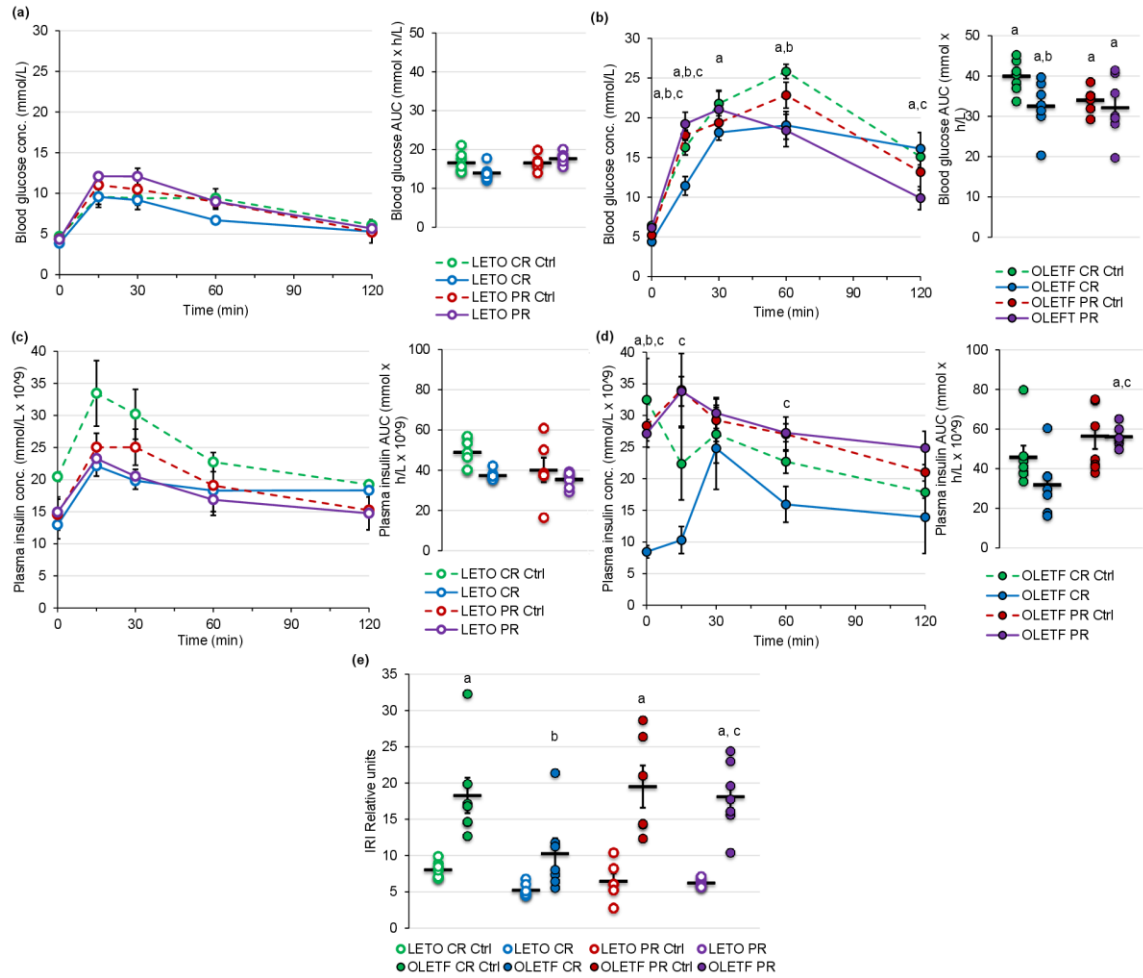 (a)
Blood glucose conc. (mmol/L)
30
25
20
15
10
5
0
0
30
60
90
120
Time (min)
Blood glucose AUC (mmol x h/L)
50
40
30
20
10
0
LETO CR Ctrl
LETO CR
LETO PR Ctrl
LETO PR
(b)
Blood glucose conc. (mmol/L)
30
25
20
15
10
5
0
a,b,c
a,b,c
a
a,b
a,c
0
30
60
90
120
Time (min)
Blood glucose AUC (mmol x
h/L)
50
40
30
20
10
0
a
a,b
a
a
OLETF CR Ctrl
OLETF CR
OLETF PR Ctrl
OLEFT PR
(c)
Plasma insulin conc. (mmol/L x 10^9)
40
35
30
25
20
15
10
5
0
0
30
60
90
120
Time (min)
Plasma insulin AUC (mmol x
h/L x 10^9)
100
80
60
40
20
0
LETO CR Ctrl
LETO CR
LETO PR Ctrl
LETO PR
(d)
Plasma insulin conc. (mmol/L x 10^9)
40
35
30
25
20
15
10
5
0
a,b,c
c
c
0
30
60
90
120
Time (min)
Plasma insulin AUC (mmol x
h/L x 10^9)
100
80
60
40
20
0
a,c
OLETF CR Ctrl
OLETF CR
OLETF PR Ctrl
OLETF PR
(e)
IRI Relative units
35
30
25
20
15
10
5
0
a
b
a
a, c
LETO CR Ctrl
LETO CR
LETO PR Ctrl
LETO PR
OLETF CR Ctrl
OLETF CR
OLETF PR Ctrl
OLETF PR